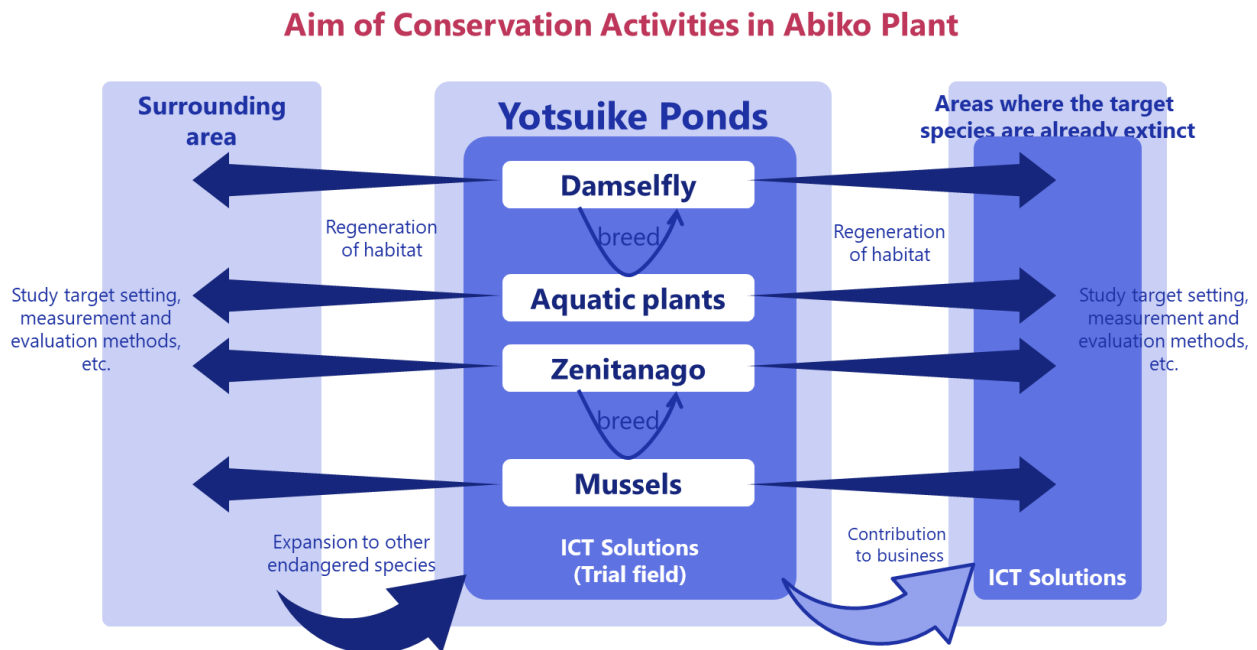 Aim of Conservation Activities in Abiko Plant
Surrounding
area
Yotsuike Ponds
Areas where the target
species are already extinct
Damselfly
breed
Regeneration
of habitat
Regeneration
of habitat
Study target setting,
measurement and
evaluation methods,
etc.
Aquatic plants
Study target setting,
measurement and
evaluation methods,
etc.
Zenitanago
breed
Mussels
Expansion to other
endangered species
ICT Solutions
(Trial field)
Contribution
to business
ICT Solutions